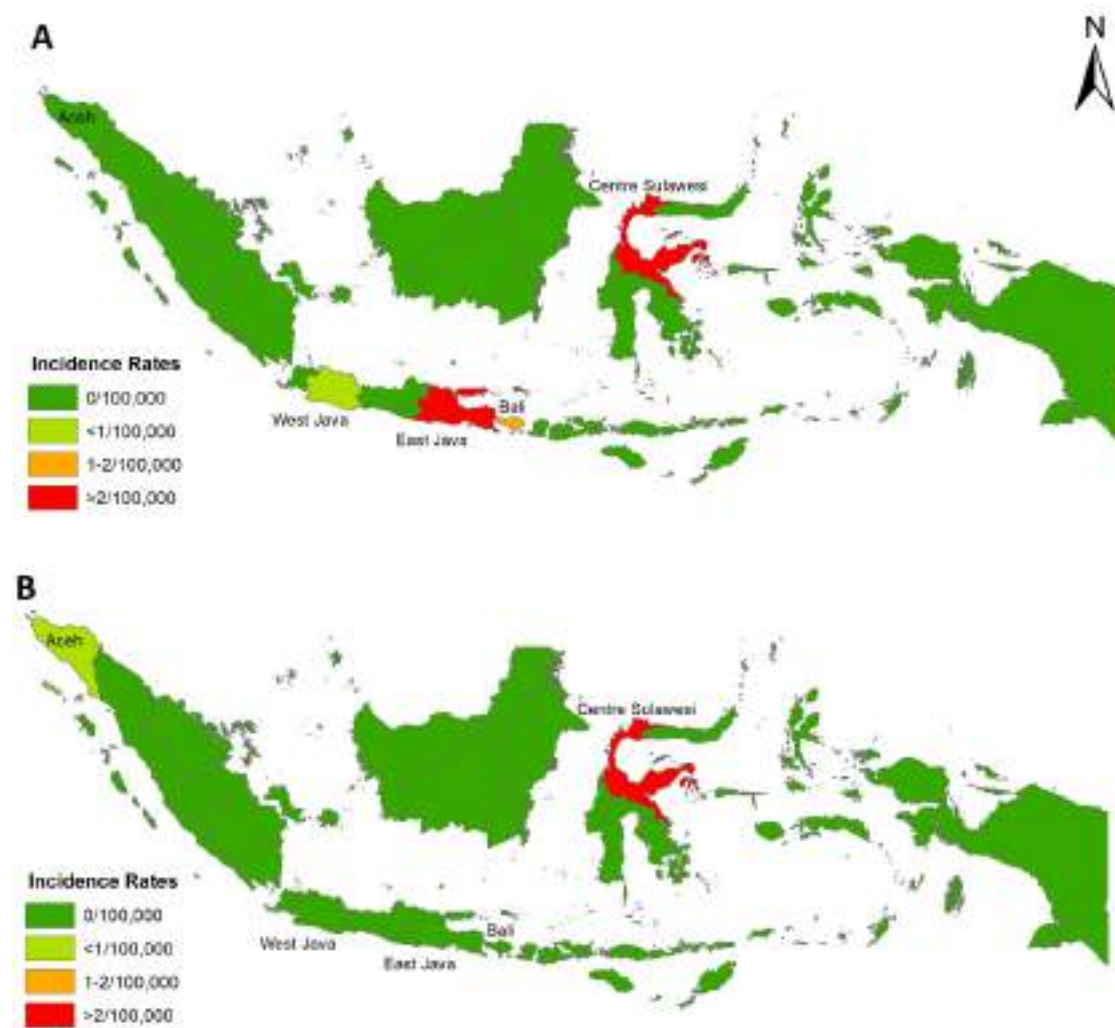 A
N
Aceh
Centre Sulawesi
Incidence Rates
0/100,000
<1/100,000
1-2/100,000
>2/100,000
West Java
East Java
Bali
B
Aceh
Centre Sulawesi
Incidence Rates
0/100,000
<1/100,000
1-2/100,000
>2/100,000
West Java
East Java
Bali